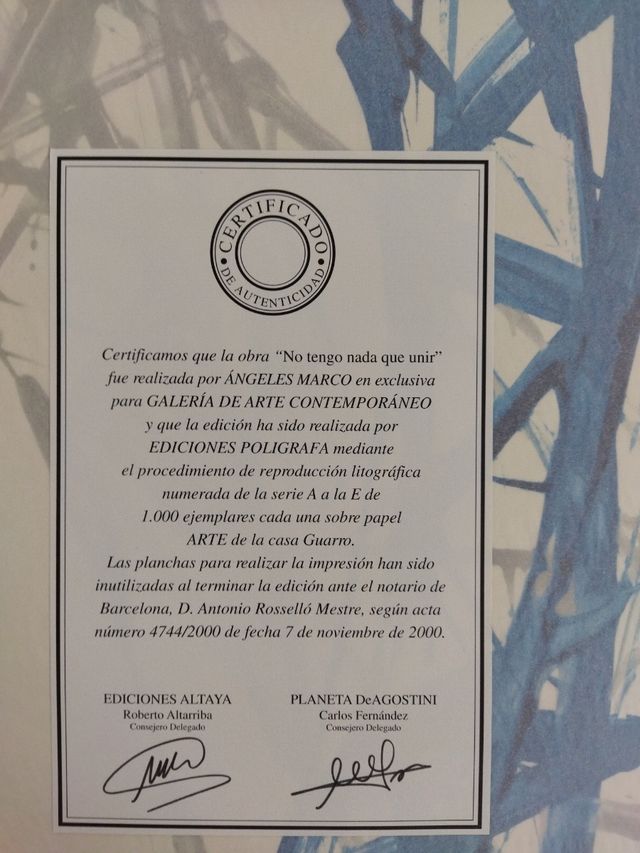 CERTIFICADO
DE AUTENTICIDAD
Certificamos que la obra “No tengo nada que unir”
fue realizada por ÁNGELES MARCO en exclusiva
para GALERÍA DE ARTE CONTEMPORÁNEO
y que la edición ha sido realizada por
EDICIONES POLIGRAFA mediante
el procedimiento de reproducción litográfica
numerada de la serie A a la E de
1.000 ejemplares cada una sobre papel
ARTE de la casa Guarro.
Las planchas para realizar la impresión han sido
inutilizadas al terminar la edición ante el notario de
Barcelona, D. Antonio Rosselló Mestre, según acta
número 4744/2000 de fecha 7 de noviembre de 2000.
EDICIONES ALTAYA
Roberto Altarriba
Consejero Delegado
PLANETA DeAGOSTINI
Carlos Fernández
Consejero Delegado